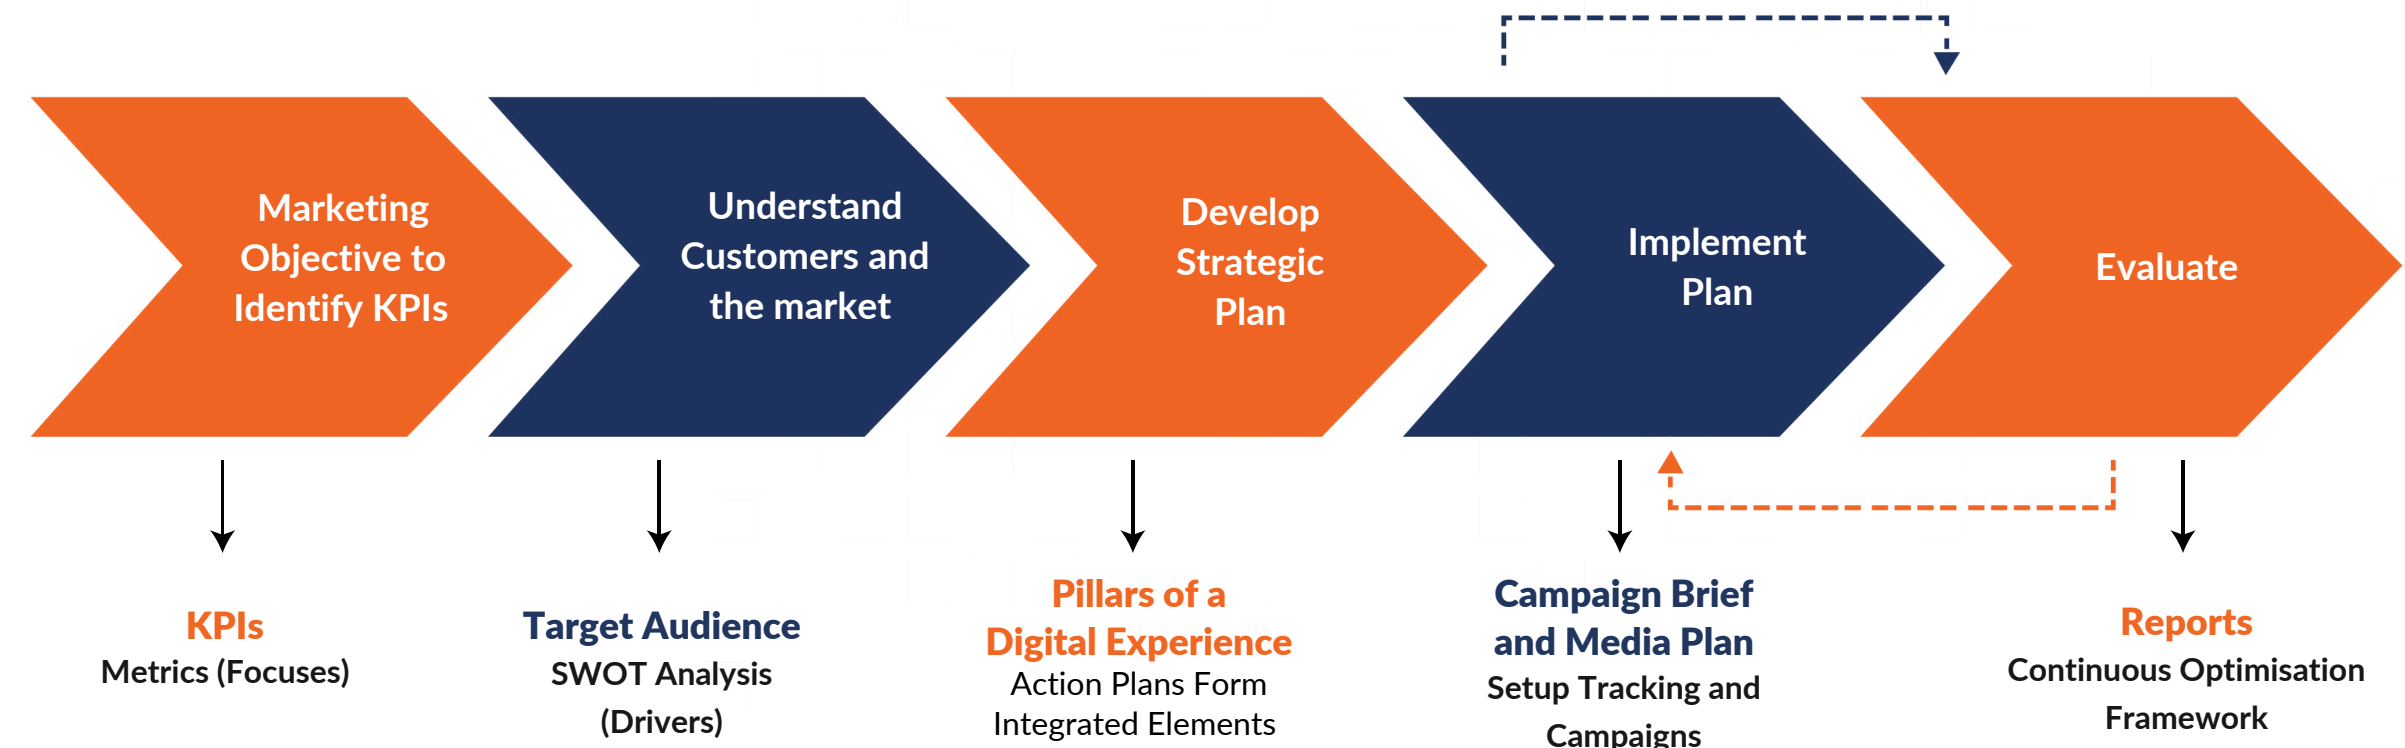 Marketing
Objective to
Identify KPIs
Understand
Customers and
the market
Develop
Strategic
Plan
Implement
Plan
Evaluate
KPIs
Metrics (Focuses)
Target Audience
SWOT Analysis
(Drivers)
Pillars of a
Digital Experience
Action Plans Form
Integrated Elements
Campaign Brief
and Media Plan
Setup Tracking and
Campaigns
Reports
Continuous Optimisation
Framework